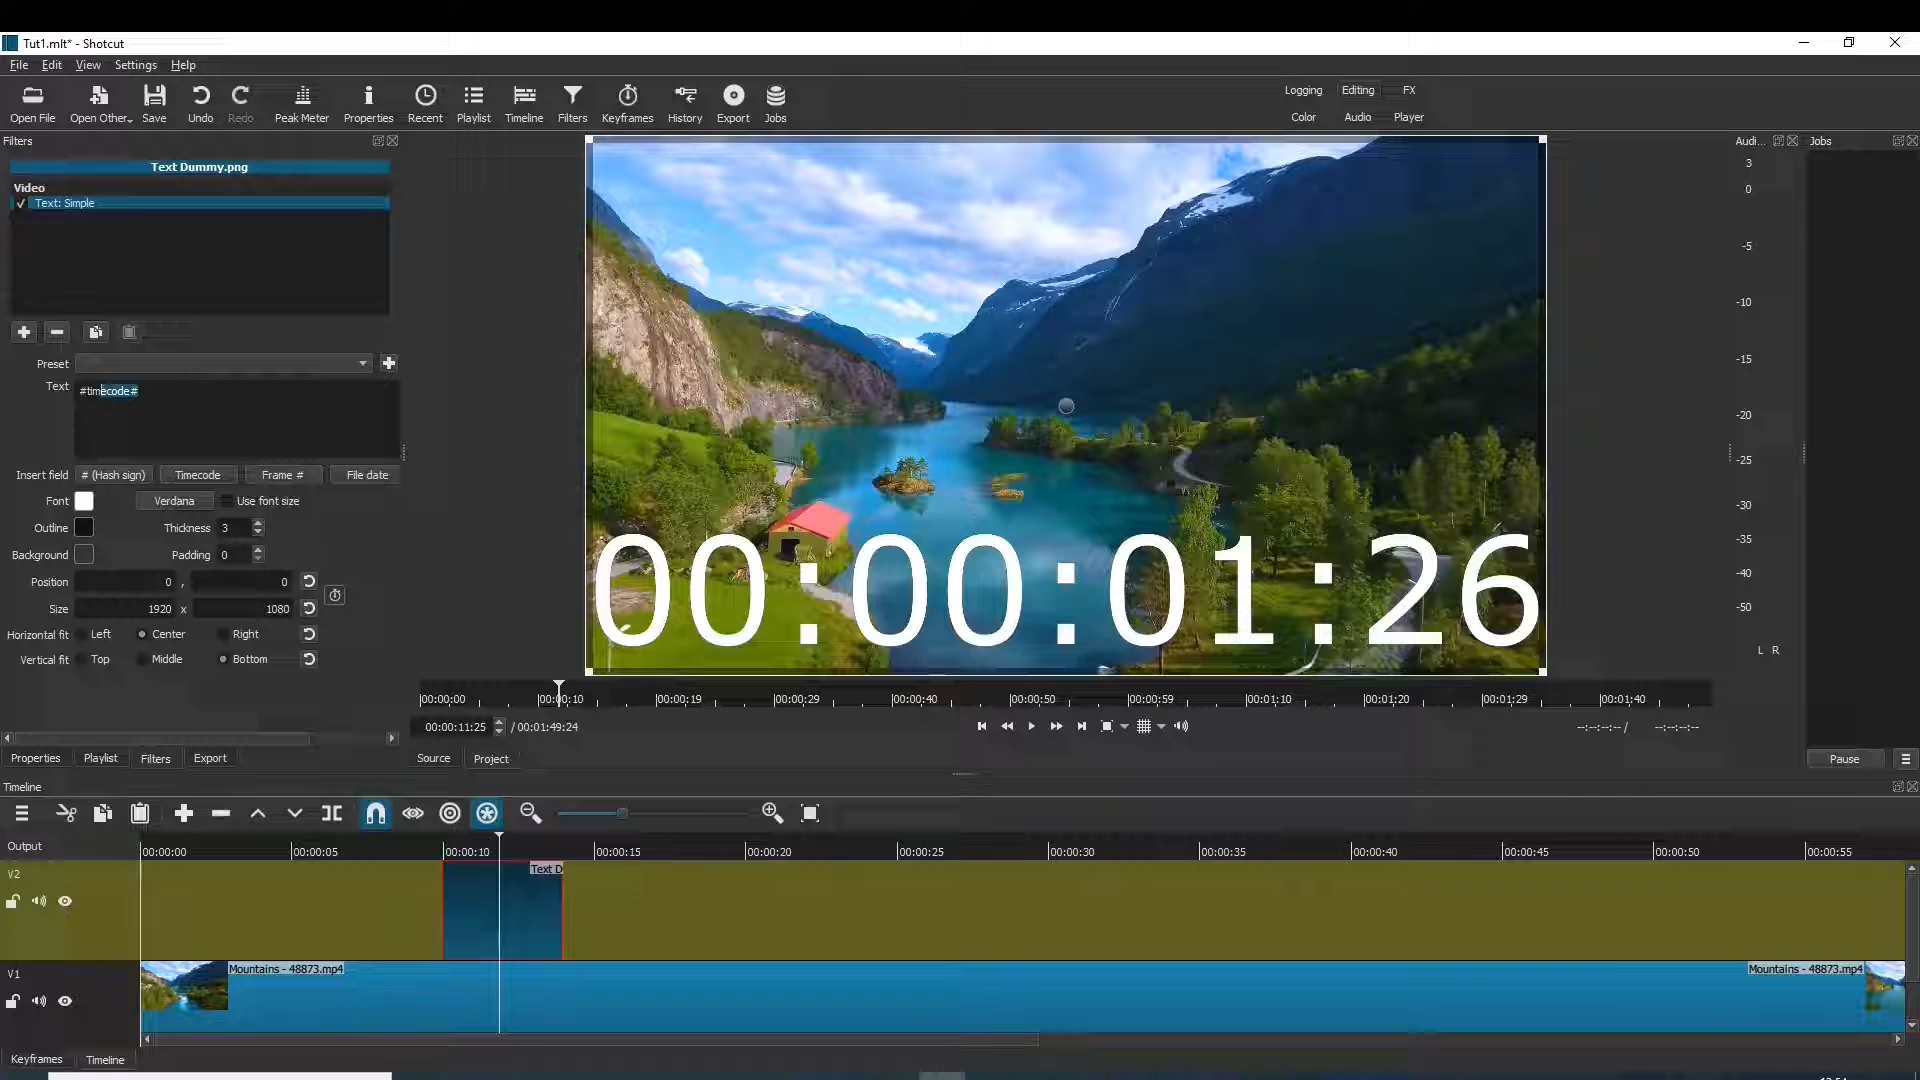 Tut1.mlt* - Shotcut
File Edit View Settings Help
Open File Open Other... Save Undo Redo Peak Meter Properties Recent Playlist Timeline Filters Keyframes History Export Jobs
Logging Editing FX
Color Audio Player
Filters
Text Dummy.png
Video
✓ Text: Simple
Preset
Text #timecode#
Insert field # (Hash sign) Timecode Frame # File date
Font Verdana Use font size
Outline Thickness 3
Background Padding 0
Position 0 , 0
Size 1920 x 1080
Horizontal fit Left Center Right
Vertical fit Top Middle Bottom
Properties Playlist Filters Export
00:00:01:26
00:00:00 00:00:10 00:00:19 00:00:29 00:00:40 00:00:50 00:00:59 00:01:10 00:01:20 00:01:29 00:01:40
00:00:11:25 / 00:01:49:24
--:--:--:-- / --:--:--:--
Source Project
Audi...
3
0
-5
-10
-15
-20
-25
-30
-35
-40
-50
L R
Jobs
Pause
Timeline
Output
00:00:00 00:00:05 00:00:10 00:00:15 00:00:20 00:00:25 00:00:30 00:00:35 00:00:40 00:00:45 00:00:50 00:00:55
V2
Text D
V1
Mountains - 48873.mp4 Mountains - 48873.mp4
Keyframes Timeline